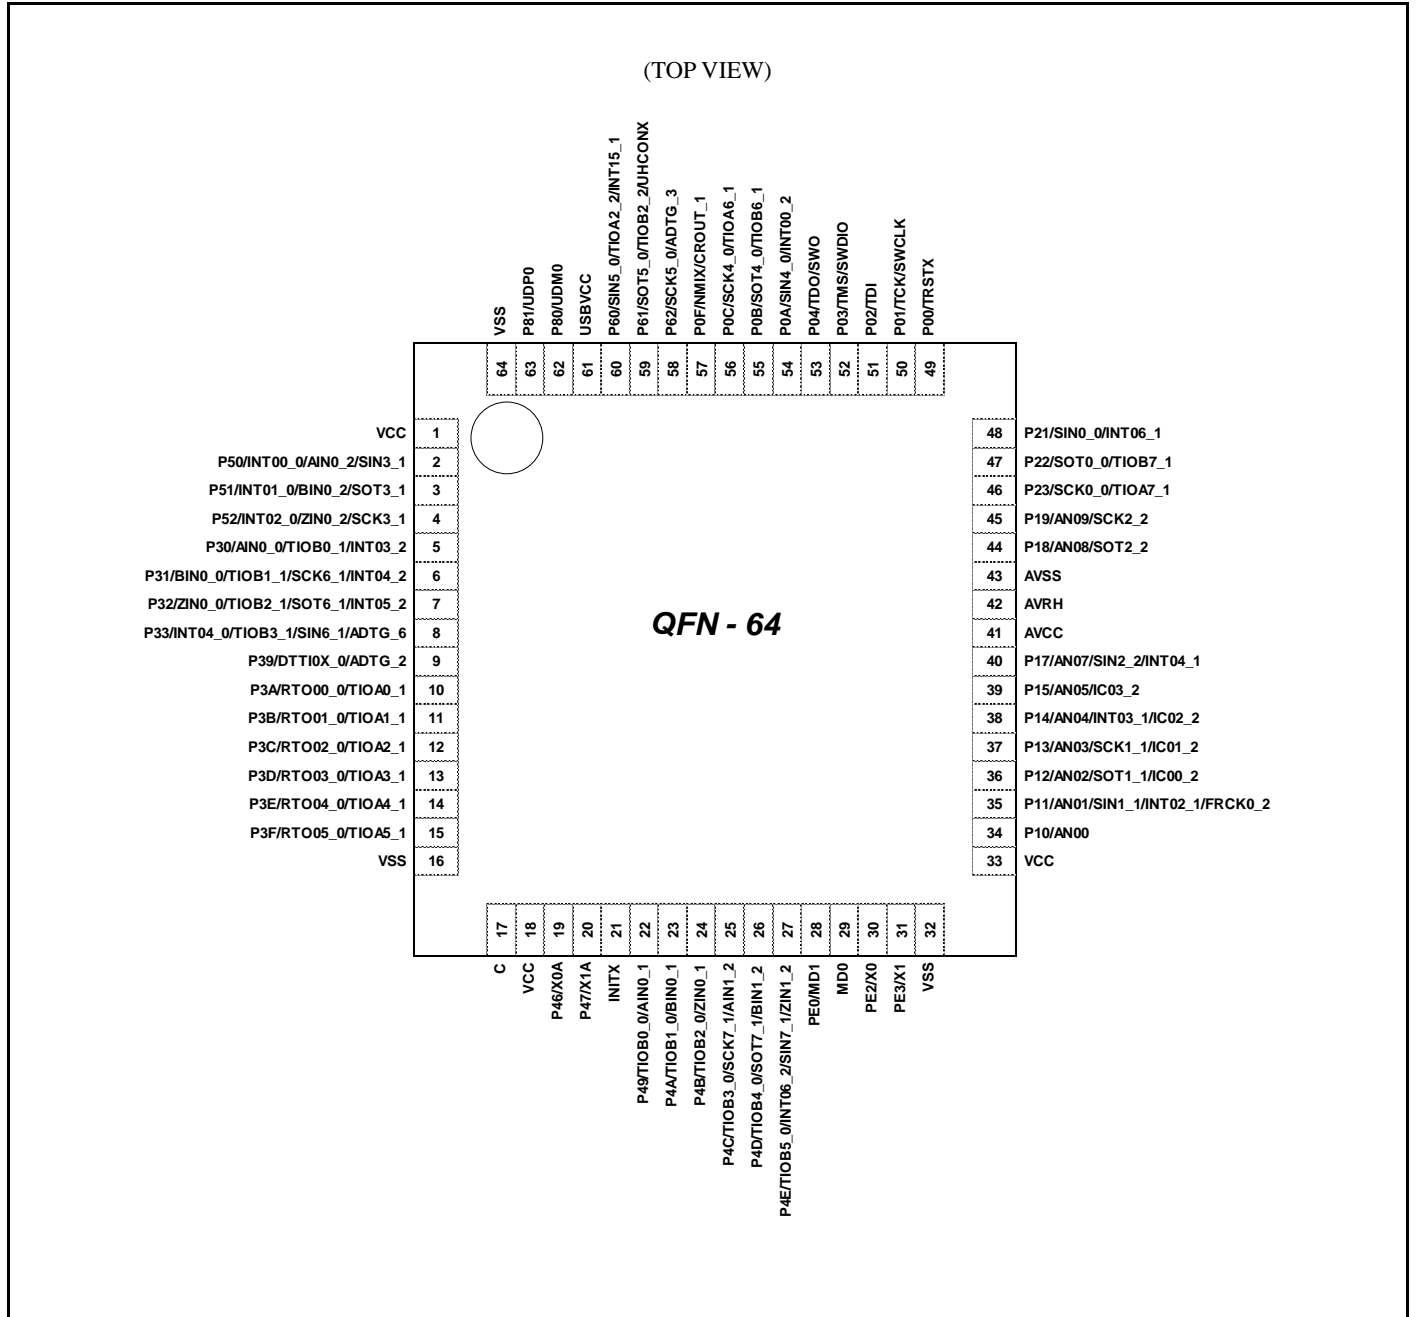 (TOP VIEW)
VSS
P81/UDP0
P80/UDM0
USBVCC
P60/SIN5_0/TIOA2_2/INT15_1
P61/SOT5_0/TIOB2_2/UHCONX
P62/SCK5_0/ADTG_3
P0F/NMIX/CROUT_1
P0C/SCK4_0/TIOA6_1
P0B/SOT4_0/TIOB6_1
P0A/SIN4_0/INT00_2
P04/TDO/SWO
P03/TMS/SWDIO
P02/TDI
P01/TCK/SWCLK
P00/TRSTX
64 63 62 61 60 59 58 57 56 55 54 53 52 51 50 49
VCC 1
P50/INT00_0/AIN0_2/SIN3_1 2
P51/INT01_0/BIN0_2/SOT3_1 3
P52/INT02_0/ZIN0_2/SCK3_1 4
P30/AIN0_0/TIOB0_1/INT03_2 5
P31/BIN0_0/TIOB1_1/SCK6_1/INT04_2 6
P32/ZIN0_0/TIOB2_1/SOT6_1/INT05_2 7
P33/INT04_0/TIOB3_1/SIN6_1/ADTG_6 8
P39/DTTI0X_0/ADTG_2 9
P3A/RTO00_0/TIOA0_1 10
P3B/RTO01_0/TIOA1_1 11
P3C/RTO02_0/TIOA2_1 12
P3D/RTO03_0/TIOA3_1 13
P3E/RTO04_0/TIOA4_1 14
P3F/RTO05_0/TIOA5_1 15
VSS 16
QFN - 64
48 P21/SIN0_0/INT06_1
47 P22/SOT0_0/TIOB7_1
46 P23/SCK0_0/TIOA7_1
45 P19/AN09/SCK2_2
44 P18/AN08/SOT2_2
43 AVSS
42 AVRH
41 AVCC
40 P17/AN07/SIN2_2/INT04_1
39 P15/AN05/IC03_2
38 P14/AN04/INT03_1/IC02_2
37 P13/AN03/SCK1_1/IC01_2
36 P12/AN02/SOT1_1/IC00_2
35 P11/AN01/SIN1_1/INT02_1/FRCK0_2
34 P10/AN00
33 VCC
17 18 19 20 21 22 23 24 25 26 27 28 29 30 31 32
C
VCC
P46/X0A
P47/X1A
INITX
P49/TIOB0_0/AIN0_1
P4A/TIOB1_0/BIN0_1
P4B/TIOB2_0/ZIN0_1
P4C/TIOB3_0/SCK7_1/AIN1_2
P4D/TIOB4_0/SOT7_1/BIN1_2
P4E/TIOB5_0/INT06_2/SIN7_1/ZIN1_2
PE0/MD1
MD0
PE2/X0
PE3/X1
VSS